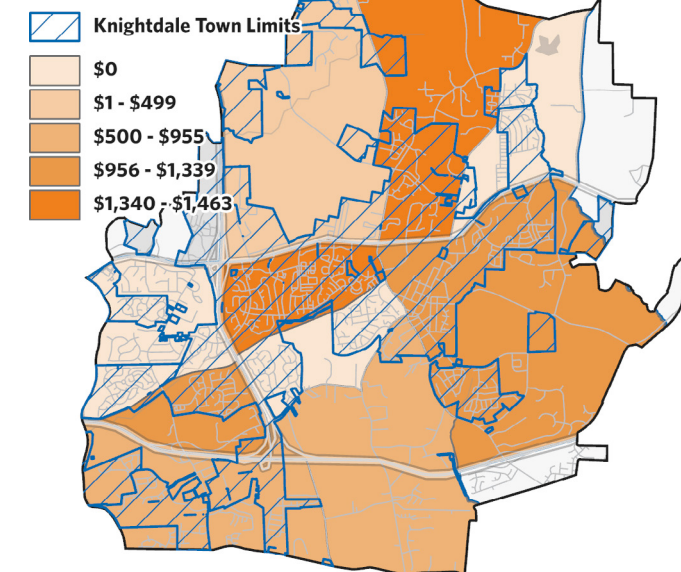 Knightdale Town Limits
$0
$1 - $499
$500 - $955
$956 - $1,339
$1,340 - $1,463